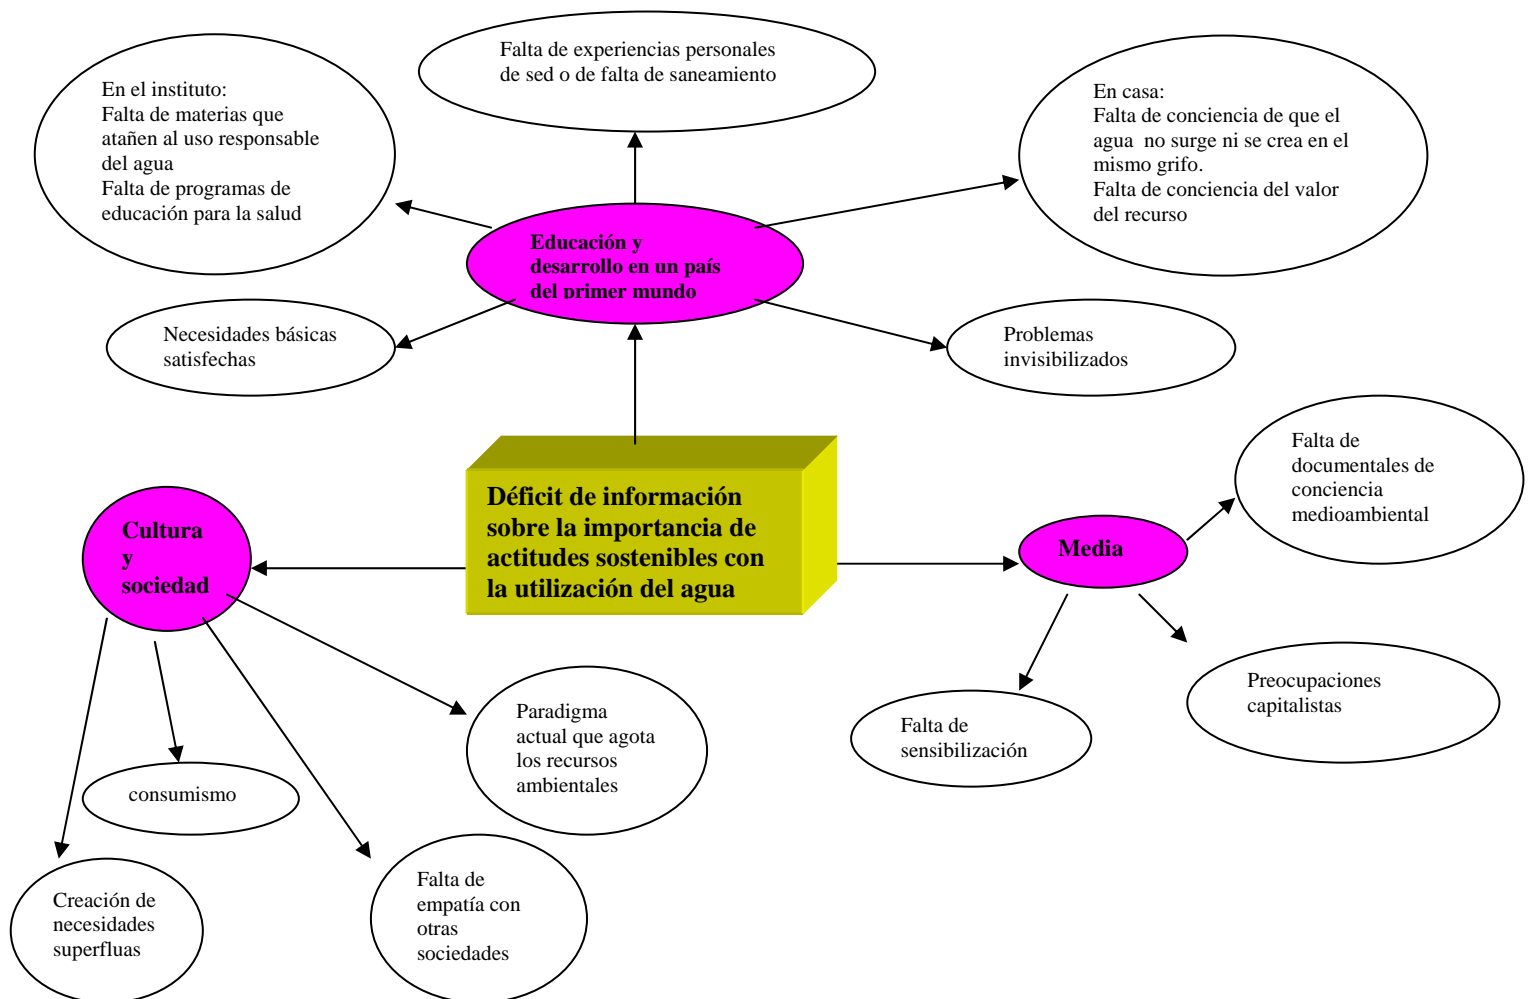 Falta de experiencias personales
de sed o de falta de saneamiento
En el instituto:
Falta de materias que
atañen al uso responsable
del agua
Falta de programas de
educación para la salud
En casa:
Falta de conciencia de que el
agua  no surge ni se crea en el
mismo grifo.
Falta de conciencia del valor
del recurso
Educación y
desarrollo en un país
del primer mundo
Necesidades básicas
satisfechas
Problemas
invisibilizados
Falta de
documentales de
conciencia
medioambiental
Déficit de información
sobre la importancia de
actitudes sostenibles con
la utilización del agua
Cultura
y
sociedad
Media
Paradigma
actual que agota
los recursos
ambientales
Falta de
sensibilización
Preocupaciones
capitalistas
consumismo
Creación de
necesidades
superfluas
Falta de
empatía con
otras
sociedades